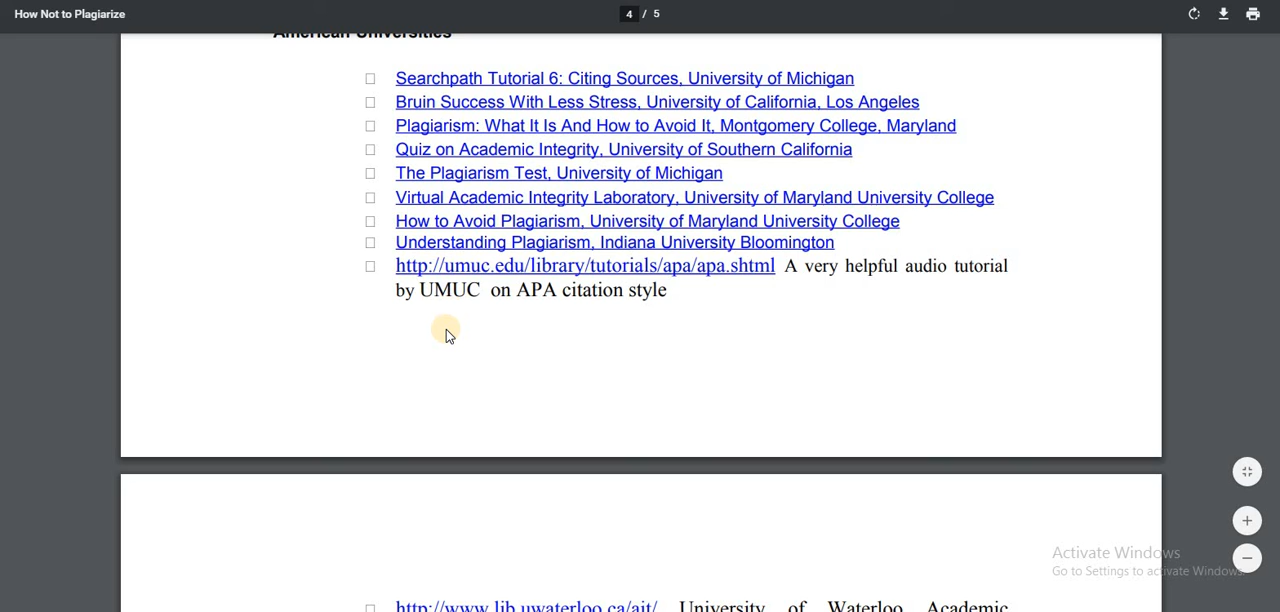 How Not to Plagiarize
4 / 5
American Universities
Searchpath Tutorial 6: Citing Sources, University of Michigan
Bruin Success With Less Stress, University of California, Los Angeles
Plagiarism: What It Is And How to Avoid It, Montgomery College, Maryland
Quiz on Academic Integrity, University of Southern California
The Plagiarism Test, University of Michigan
Virtual Academic Integrity Laboratory, University of Maryland University College
How to Avoid Plagiarism, University of Maryland University College
Understanding Plagiarism, Indiana University Bloomington
http://umuc.edu/library/tutorials/apa/apa.shtml A very helpful audio tutorial
by UMUC on APA citation style
Activate Windows
Go to Settings to activate Windows.
http://www.lib.uwaterloo.ca/ait/ University of Waterloo Academic